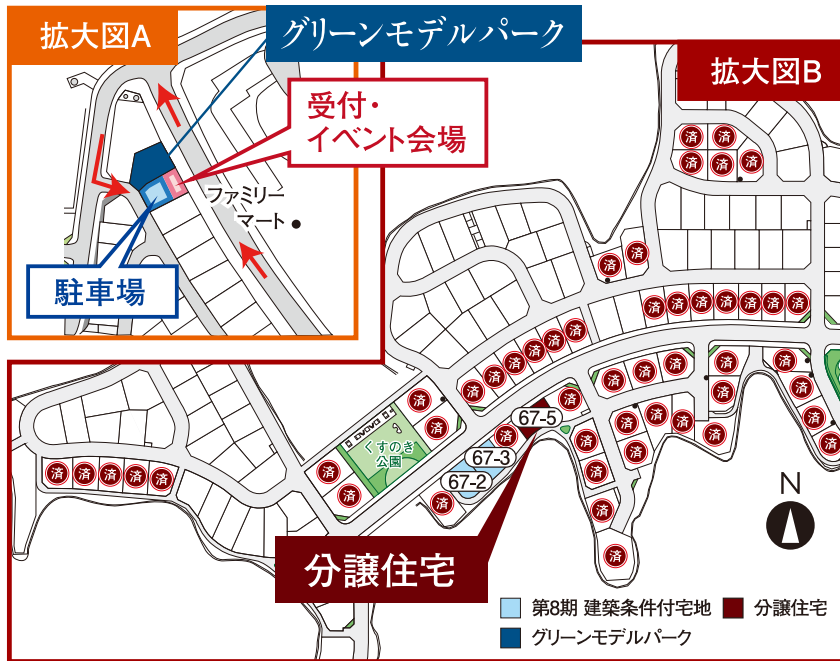 拡大図A
グリーンモデルパーク
受付・
イベント会場
ファミリー
マート
駐車場
拡大図B
済 済
済 済 済
済 済
済 済 済 済 済 済 済
済 済 済 済 済 済
済 済
済 済
済 済 済
済 済
済 済
済
済
済
済 済 済 済
済
済
済
済
済
済
済 済 済 済 済
くすのき
公園
67-5
67-3
67-2
分譲住宅
N
第8期 建築条件付宅地
分譲住宅
グリーンモデルパーク